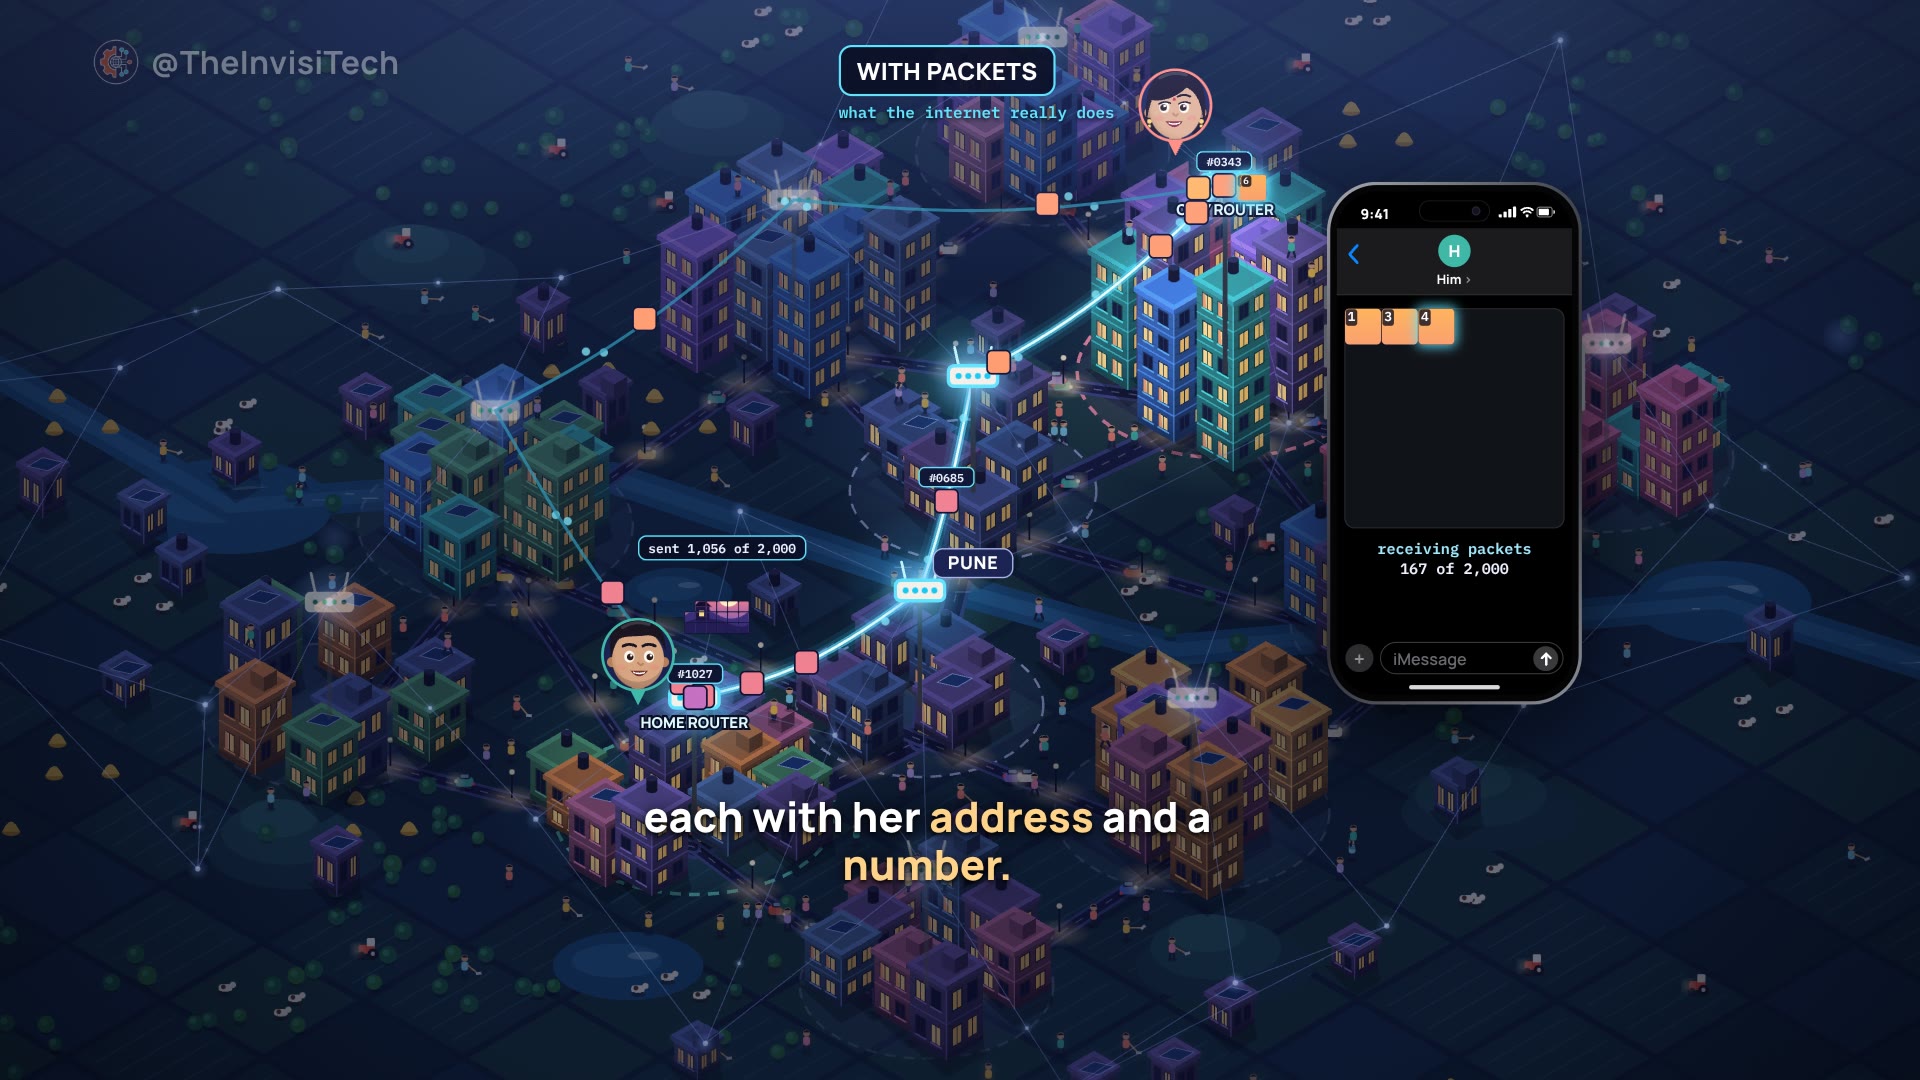 @TheInvisiTech
WITH PACKETS
what the internet really does
#0343
6
ROUTER
9:41
H
Him ›
1 3 4
#0685
sent 1,056 of 2,000
PUNE
receiving packets
167 of 2,000
#1027
HOME ROUTER
+ iMessage
each with her address and a
number.